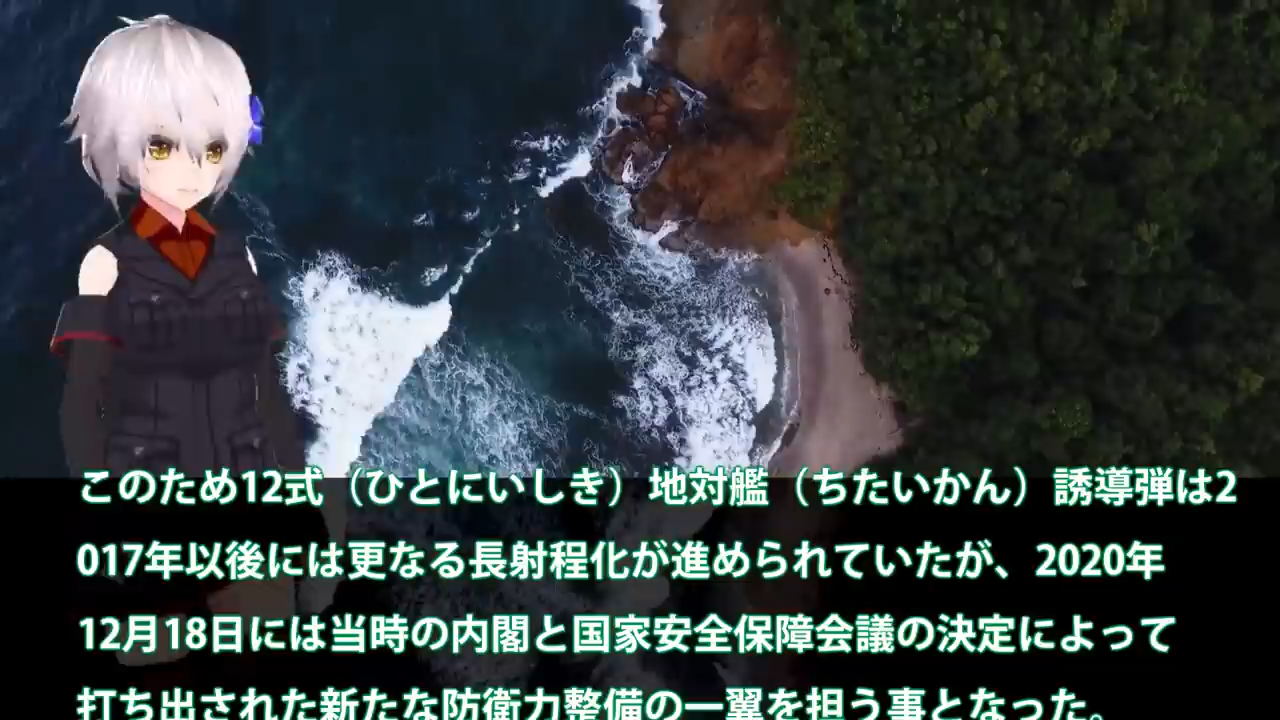 このため12式（ひとにいしき）地対艦（ちたいかん）誘導弾は2
017年以後には更なる長射程化が進められていたが、2020年
12月18日には当時の内閣と国家安全保障会議の決定によって
打ち出された新たな防衛力整備の一翼を担う事となった。